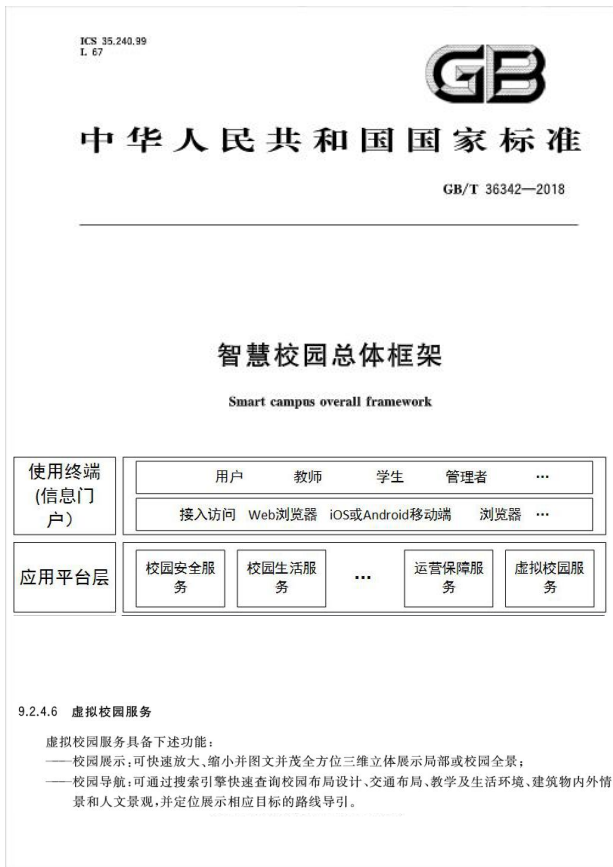 ICS 35.240.99
L 67
GB
中华人民共和国国家标准
GB/T 36342—2018
智慧校园总体框架
Smart campus overall framework
使用终端
(信息门
户）
用户 教师 学生 管理者 …
接入访问 Web浏览器 iOS或Android移动端 浏览器 …
应用平台层
校园安全服
务
校园生活服
务
…
运营保障服
务
虚拟校园服
务
9.2.4.6 虚拟校园服务
虚拟校园服务具备下述功能：
——校园展示：可快速放大、缩小并图文并茂全方位三维立体展示局部或校园全景；
——校园导航：可通过搜索引擎快速查询校园布局设计、交通布局、教学及生活环境、建筑物内外情
景和人文景观，并定位展示相应目标的路线导引。